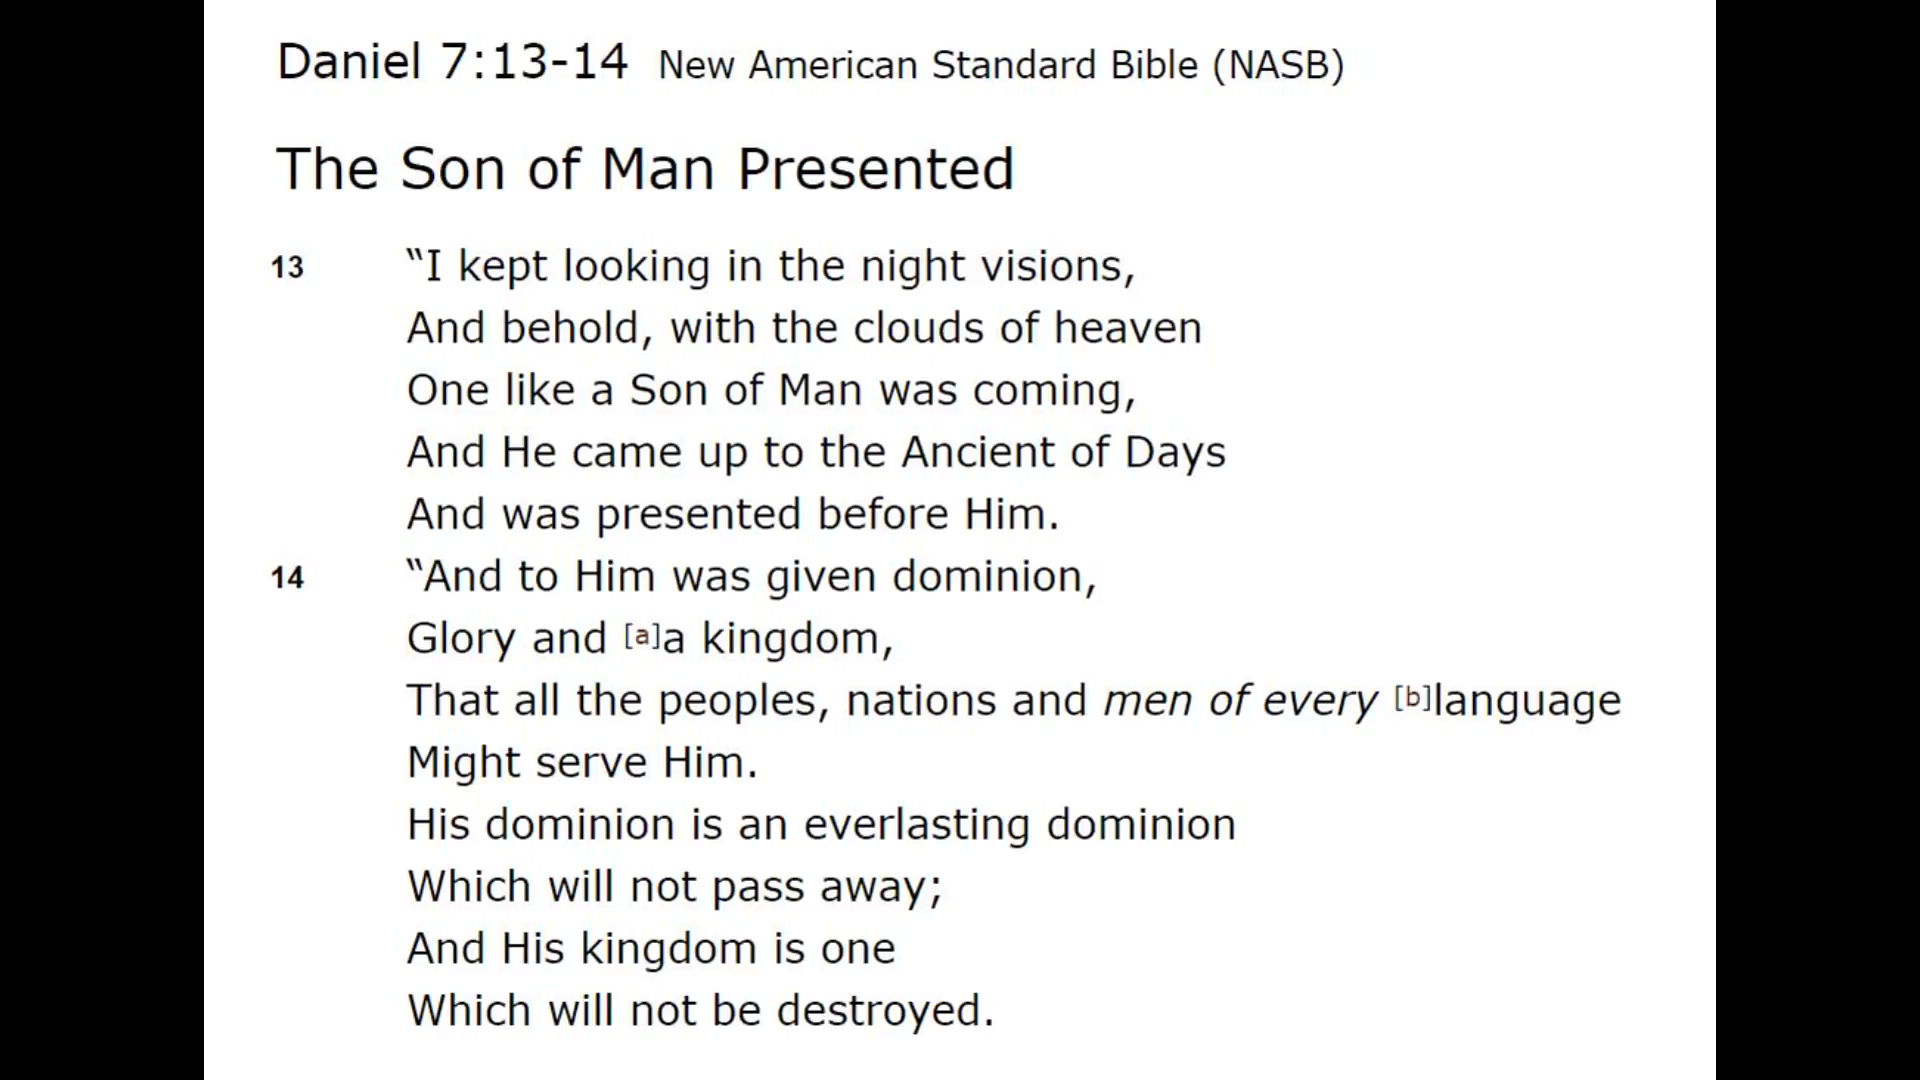 Daniel 7:13-14 New American Standard Bible (NASB)
The Son of Man Presented
13 “I kept looking in the night visions,
And behold, with the clouds of heaven
One like a Son of Man was coming,
And He came up to the Ancient of Days
And was presented before Him.
14 “And to Him was given dominion,
Glory and [a]a kingdom,
That all the peoples, nations and men of every [b]language
Might serve Him.
His dominion is an everlasting dominion
Which will not pass away;
And His kingdom is one
Which will not be destroyed.